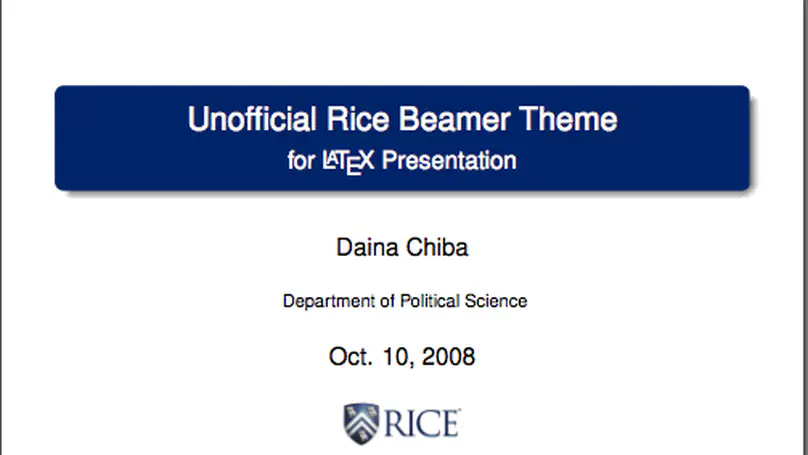 Unofficial Rice Beamer Theme
for LATEX Presentation
Daina Chiba
Department of Political Science
Oct. 10, 2008
RICE